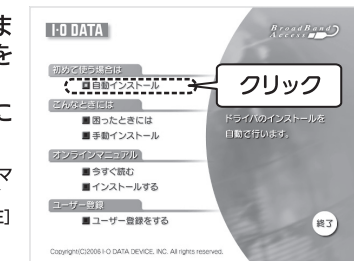 ま
を
に
マ
I-O DATA
BroadBand
Access
初めて使う場合は
自動インストール
クリック
こんなときには
困ったときには
手動インストール
ドライバのインストールを
自動で行います。
オンラインマニュアル
今すぐ読む
インストールする
ユーザー登録
ユーザー登録をする
終了
Copyright(C)2006 I-O DATA DEVICE, INC. All rights reserved.